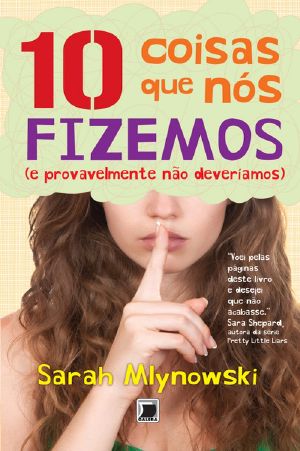 10 coisas
que nós
FIZEMOS
(e provavelmente não deveríamos)
"Voei pelas
páginas
deste livro
e desejei
que não
acabasse."
Sara Shepard,
autora da série
Pretty Little Liars
Sarah Mlynowski